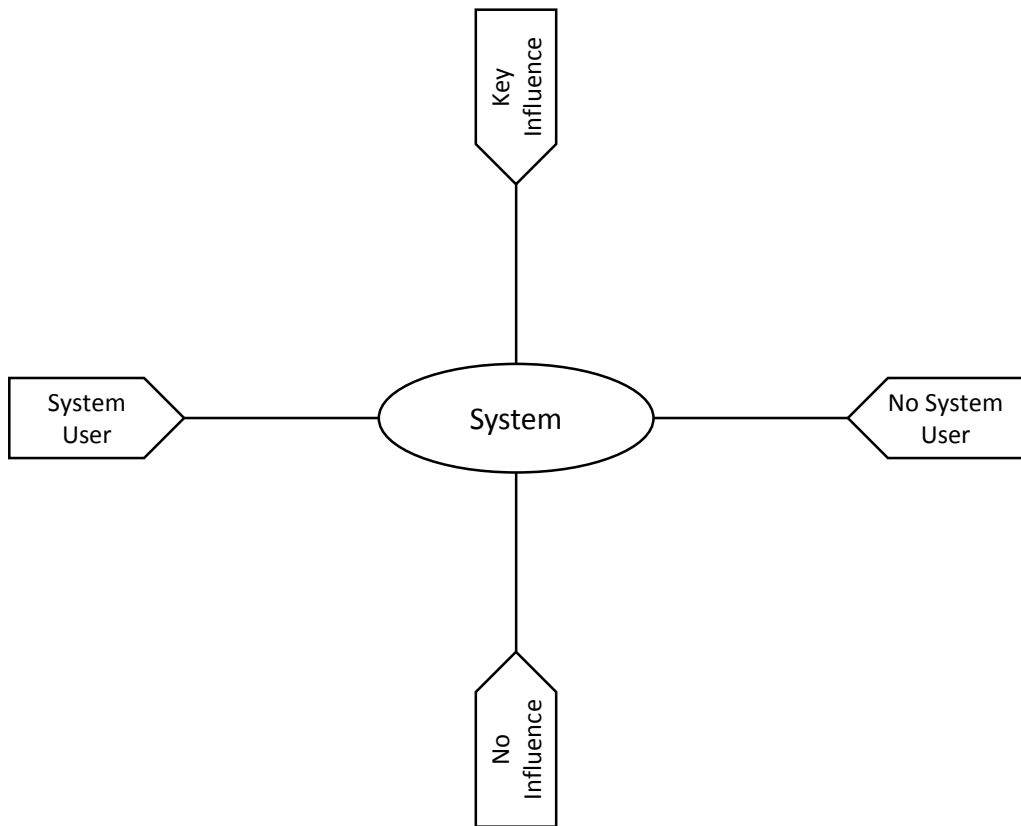 Key
Influence
System
User
System
No System
User
No
Influence